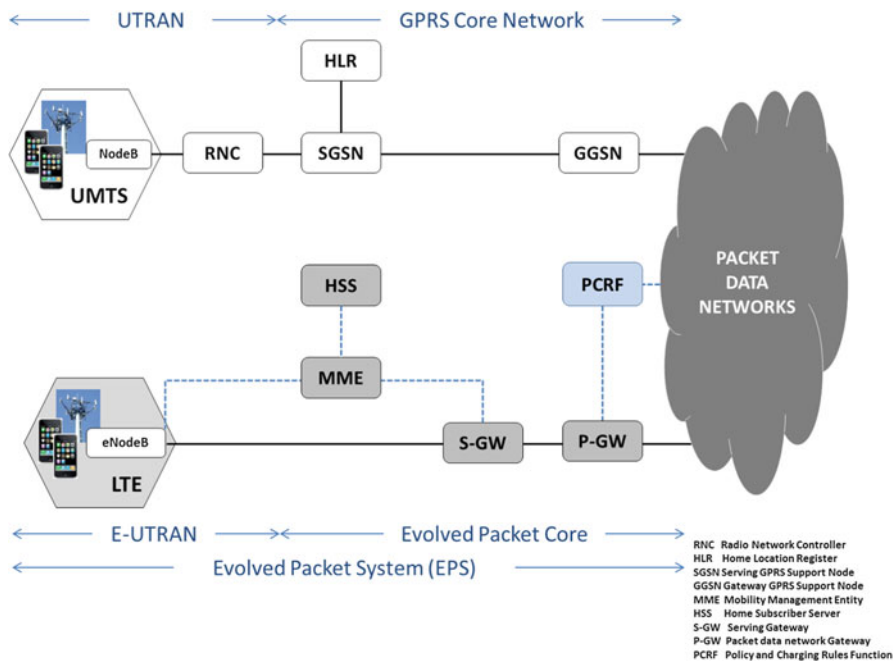 UTRAN
GPRS Core Network
HLR
NodeB
RNC
SGSN
GGSN
UMTS
PACKET
DATA
NETWORKS
HSS
PCRF
MME
eNodeB
S-GW
P-GW
LTE
E-UTRAN
Evolved Packet Core
Evolved Packet System (EPS)
RNC Radio Network Controller
HLR Home Location Register
SGSN Serving GPRS Support Node
GGSN Gateway GPRS Support Node
MME Mobility Management Entity
HSS Home Subscriber Server
S-GW Serving Gateway
P-GW Packet data network Gateway
PCRF Policy and Charging Rules Function